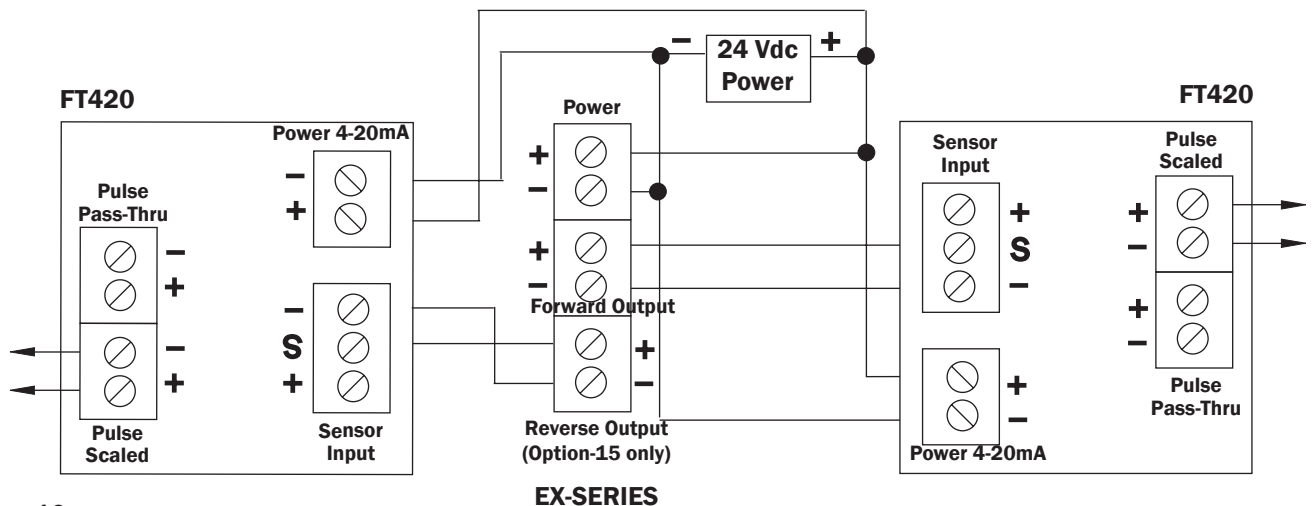 − 24 Vdc +
Power
FT420
FT420
Power
Power 4-20mA
−
+
Pulse
Pass-Thru
−
+
−
+
Pulse
Scaled
−
S
+
Sensor
Input
+
−
+
−
Forward Output
+
−
Reverse Output
(Option-15 only)
EX-SERIES
Sensor
Input
+
S
−
+
−
Power 4-20mA
Pulse
Scaled
+
−
+
−
Pulse
Pass-Thru